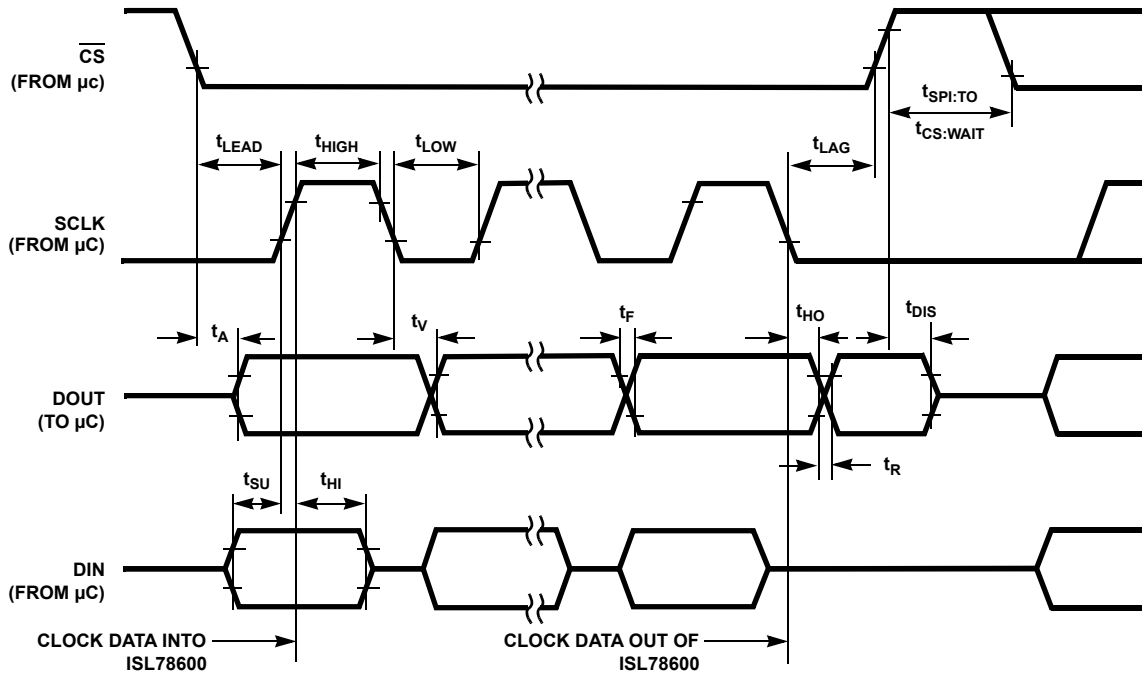 CS
(FROM µc)
tSPI:TO
tCS:WAIT
tLEAD
tHIGH
tLOW
tLAG
SCLK
(FROM µC)
tA
tV
tF
tHO
tDIS
DOUT
(TO µC)
tR
tSU
tHI
DIN
(FROM µC)
CLOCK DATA INTO
ISL78600
CLOCK DATA OUT OF
ISL78600